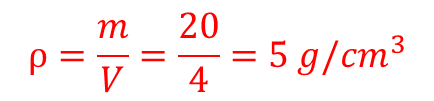 ρ = m/V = 20/4 = 5 g/cm³